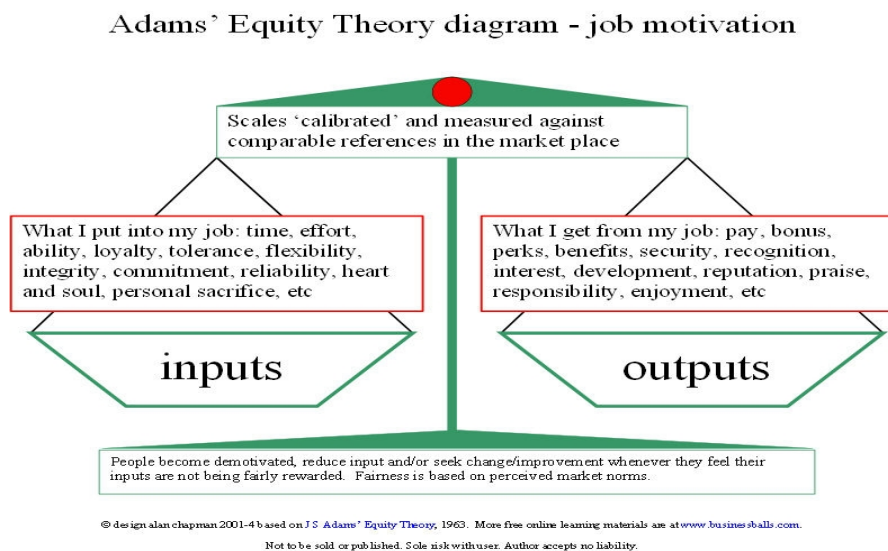 Adams' Equity Theory diagram - job motivation
Scales 'calibrated' and measured against
comparable references in the market place
What I put into my job: time, effort,
ability, loyalty, tolerance, flexibility,
integrity, commitment, reliability, heart
and soul, personal sacrifice, etc
What I get from my job: pay, bonus,
perks, benefits, security, recognition,
interest, development, reputation, praise,
responsibility, enjoyment, etc
inputs
outputs
People become demotivated, reduce input and/or seek change/improvement whenever they feel their
inputs are not being fairly rewarded. Fairness is based on perceived market norms.
© design alan chapman 2001-4 based on J S Adams' Equity Theory, 1963. More free online learning materials are at www.businessballs.com.
Not to be sold or published. Sole risk with user. Author accepts no liability.